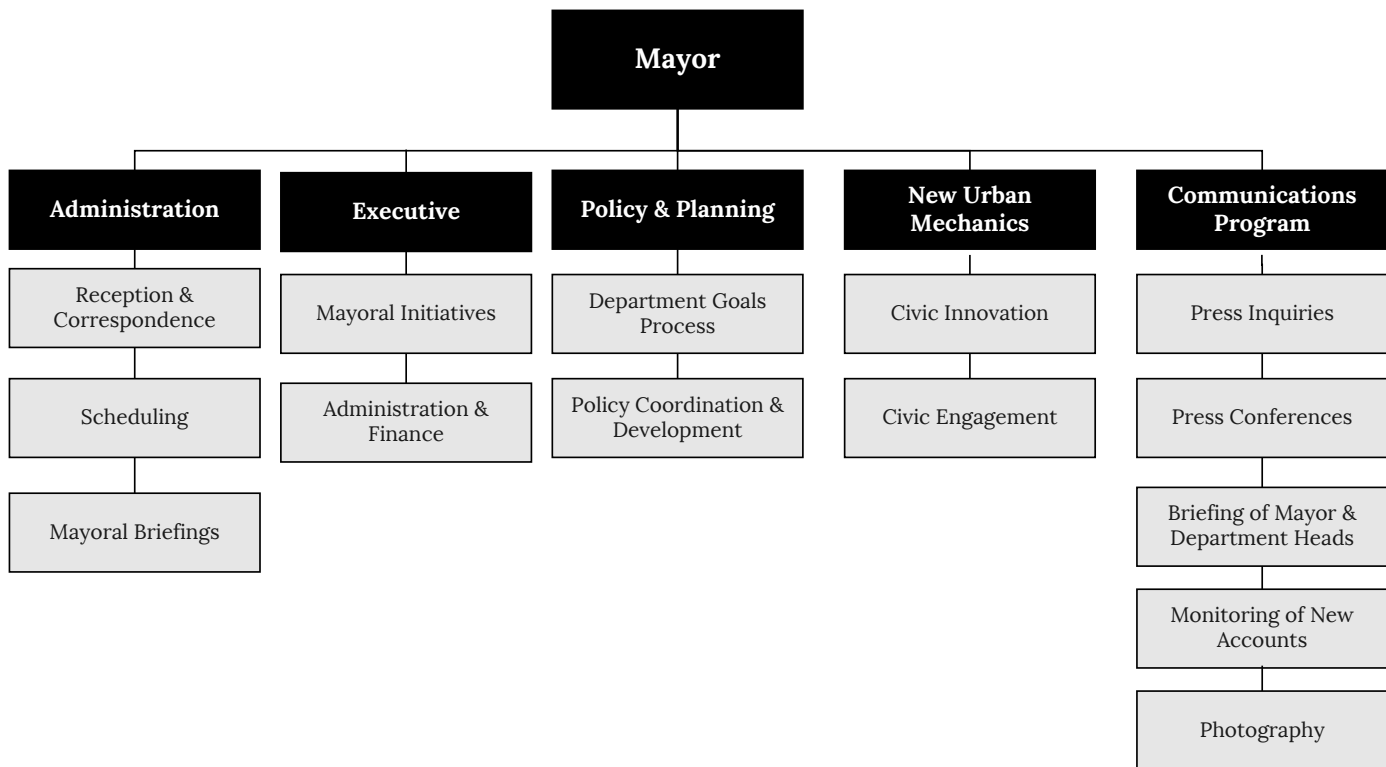 Mayor
Administration
Reception &
Correspondence
Scheduling
Mayoral Briefings
Executive
Mayoral Initiatives
Administration &
Finance
Policy & Planning
Department Goals
Process
Policy Coordination &
Development
New Urban
Mechanics
Civic Innovation
Civic Engagement
Communications
Program
Press Inquiries
Press Conferences
Briefing of Mayor &
Department Heads
Monitoring of New
Accounts
Photography